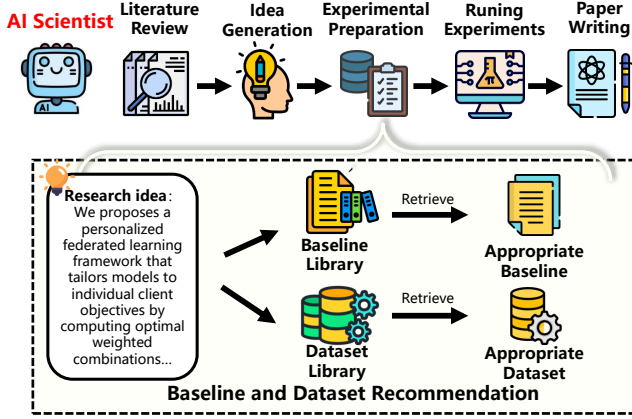 AI Scientist
Literature
Review
Idea
Generation
Experimental
Preparation
Runing
Experiments
Paper
Writing
AI
π
Research idea:
We proposes a
personalized
federated learning
framework that
tailors models to
individual client
objectives by
computing optimal
weighted
combinations...
Baseline
Library
Retrieve
Appropriate
Baseline
Dataset
Library
Retrieve
Appropriate
Dataset
Baseline and Dataset Recommendation